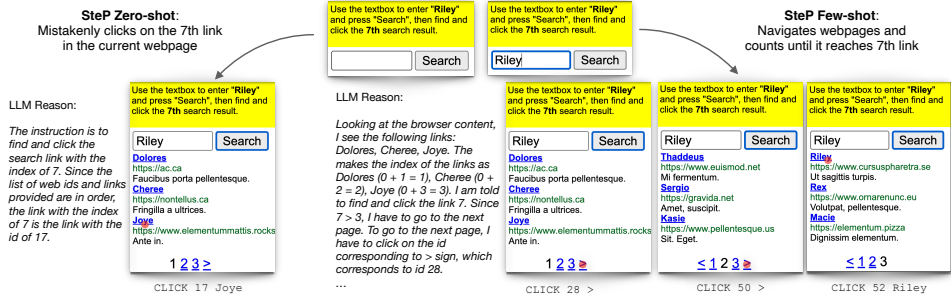 SteP Zero-shot:
Mistakenly clicks on the 7th link
in the current webpage
Use the textbox to enter "Riley"
and press "Search", then find and
click the 7th search result.
Search
Use the textbox to enter "Riley"
and press "Search", then find and
click the 7th search result.
Riley
Search
SteP Few-shot:
Navigates webpages and
counts until it reaches 7th link
LLM Reason:
The instruction is to
find and click the
search link with the
index of 7. Since the
list of web ids and links
provided are in order,
the link with the index
of 7 is the link with the
id of 17.
Use the textbox to enter "Riley"
and press "Search", then find and
click the 7th search result.
Riley
Search
Dolores
https://ac.ca
Faucibus porta pellentesque.
Cheree
https://nontellus.ca
Fringilla a ultrices.
Joye
https://www.elementummattis.rocks
Ante in.
1 2 3 >
CLICK 17 Joye
LLM Reason:
Looking at the browser content,
I see the following links:
Dolores, Cheree, Joye. The
makes the index of the links as
Dolores (0 + 1 = 1), Cheree (0 +
2 = 2), Joye (0 + 3 = 3). I am told
to find and click the link 7. Since
7 > 3, I have to go to the next
page. To go to the next page, I
have to click on the id
corresponding to > sign, which
corresponds to id 28.
...
Use the textbox to enter "Riley"
and press "Search", then find and
click the 7th search result.
Riley
Search
Dolores
https://ac.ca
Faucibus porta pellentesque.
Cheree
https://nontellus.ca
Fringilla a ultrices.
Joye
https://www.elementummattis.rocks
Ante in.
1 2 3 >
CLICK 28 >
Use the textbox to enter "Riley"
and press "Search", then find and
click the 7th search result.
Riley
Search
Thaddeus
https://www.euismod.net
Mi fermentum.
Sergio
https://gravida.net
Amet, suscipit.
Kasie
https://www.pellentesque.us
Sit. Eget.
< 1 2 3 >
CLICK 50 >
Use the textbox to enter "Riley"
and press "Search", then find and
click the 7th search result.
Riley
Search
Riley
https://www.cursuspharetra.se
Ut sagittis turpis.
Rex
https://www.ornarenunc.eu
Volutpat, pellentesque.
Macie
https://elementum.pizza
Dignissim elementum.
< 1 2 3
CLICK 52 Riley